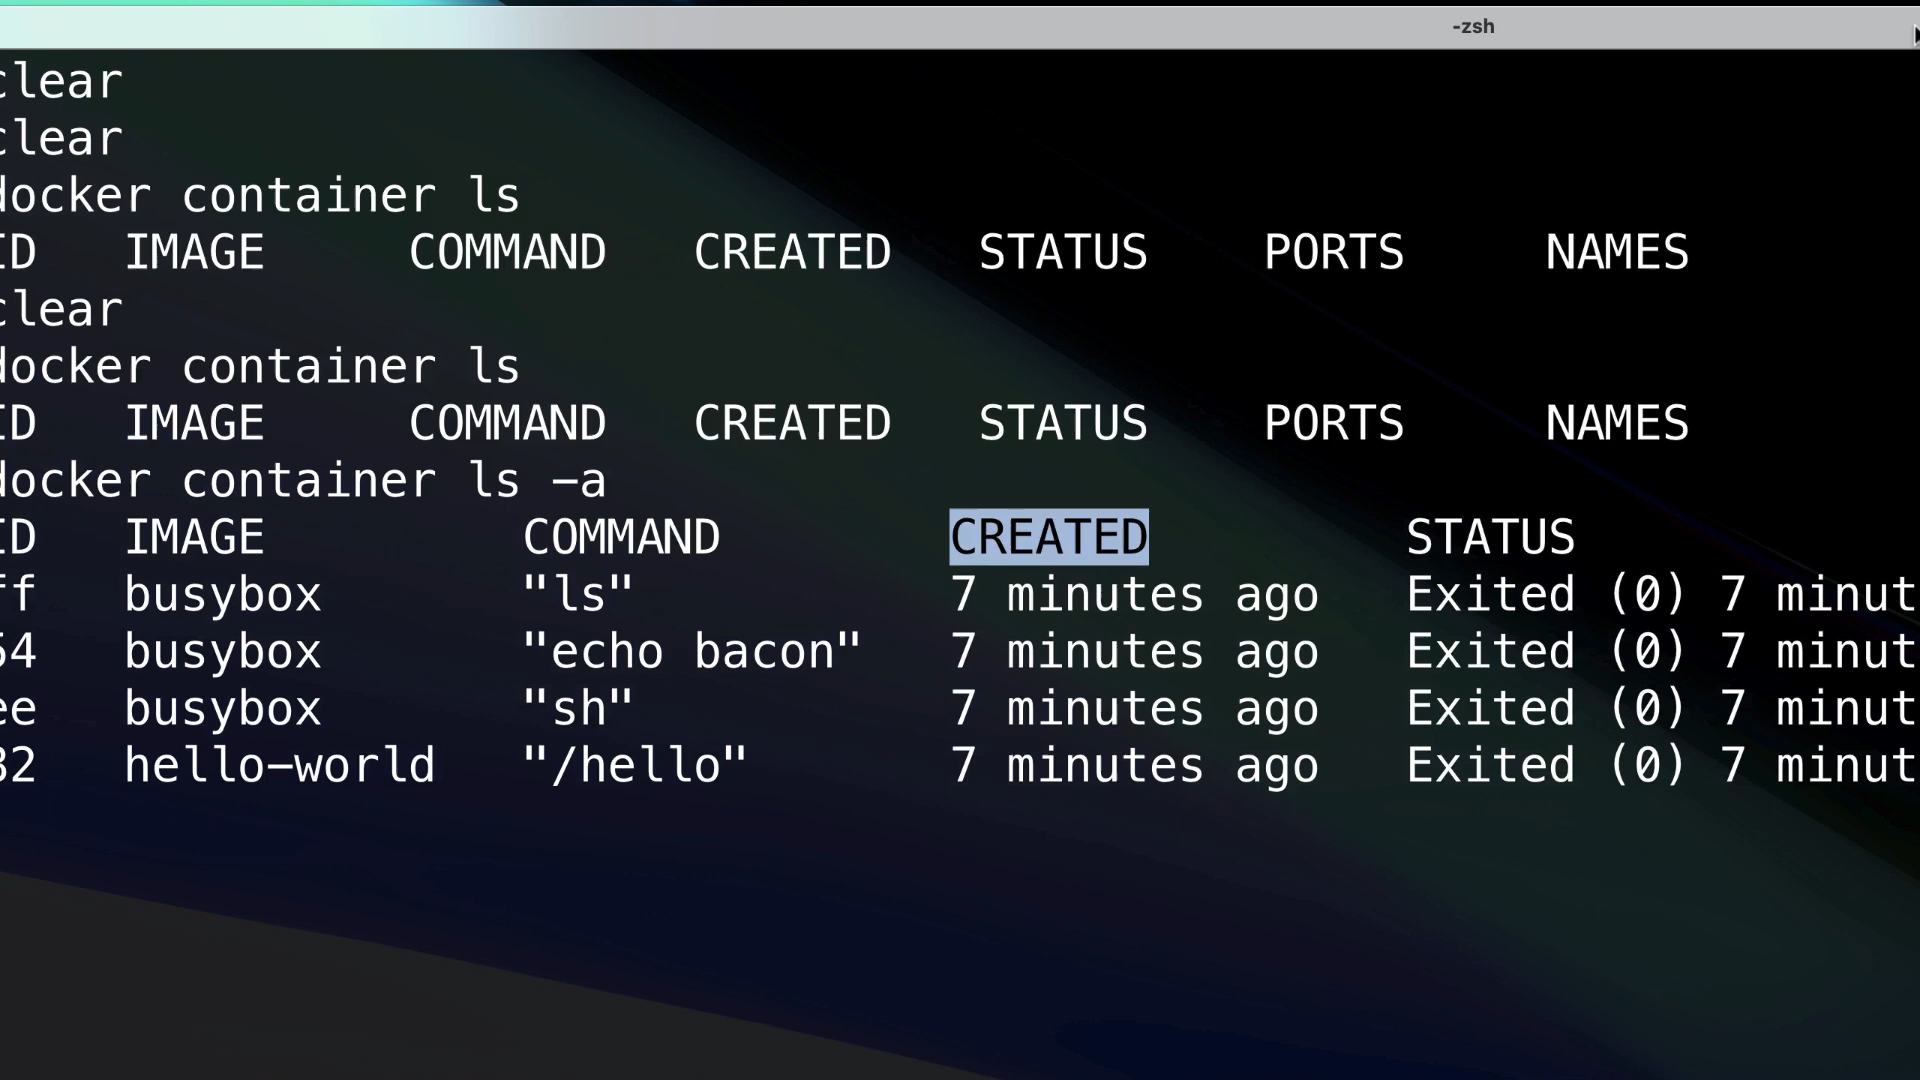 -zsh
clear
clear
docker container ls
ID IMAGE COMMAND CREATED STATUS PORTS NAMES
clear
docker container ls
ID IMAGE COMMAND CREATED STATUS PORTS NAMES
docker container ls -a
ID IMAGE COMMAND CREATED STATUS
ff busybox "ls" 7 minutes ago Exited (0) 7 minut
54 busybox "echo bacon" 7 minutes ago Exited (0) 7 minut
ee busybox "sh" 7 minutes ago Exited (0) 7 minut
32 hello-world "/hello" 7 minutes ago Exited (0) 7 minut